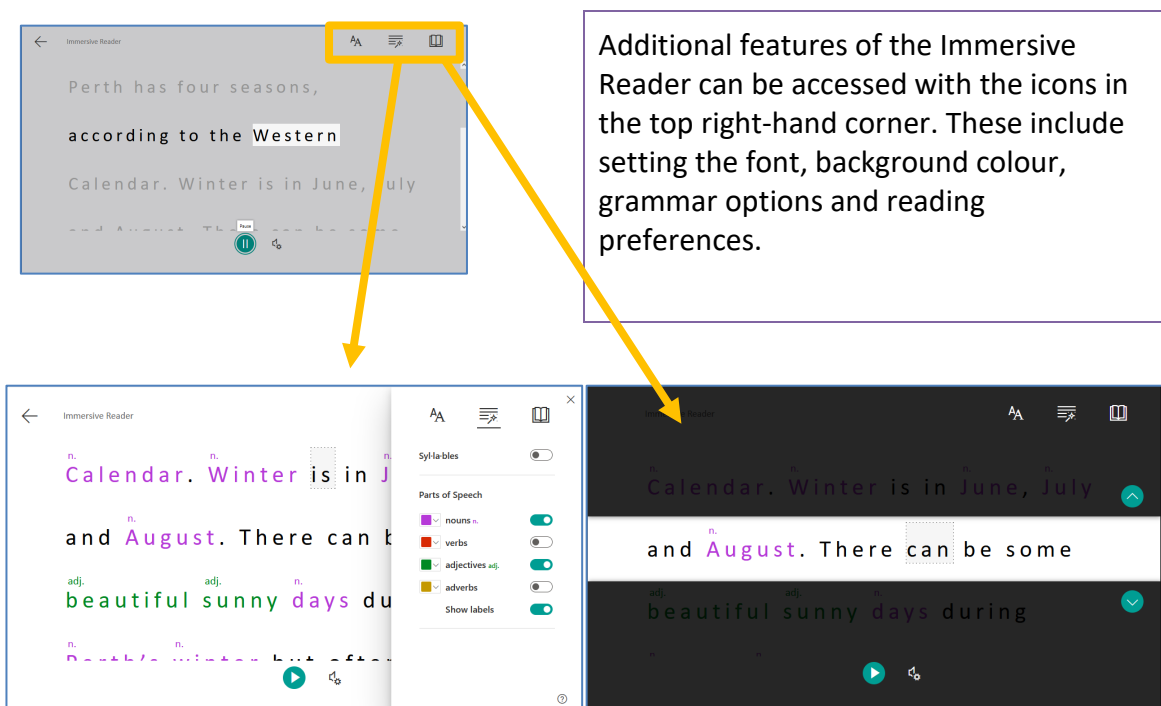 Immersive Reader
Perth has four seasons,
according to the Western
Calendar. Winter is in June, July
Pause
Additional features of the Immersive
Reader can be accessed with the icons in
the top right-hand corner. These include
setting the font, background colour,
grammar options and reading
preferences.
Immersive Reader
n. n. n.
Calendar. Winter is in J
n.
and August. There can b
adj. adj. n.
beautiful sunny days du
n. n.
Perth's winter but
Syl·la·bles
Parts of Speech
nouns n.
verbs
adjectives adj.
adverbs
Show labels
Immersive Reader
n. n. n. n.
Calendar. Winter is in June, July
n.
and August. There can be some
adj. adj. n.
beautiful sunny days during
n. n.